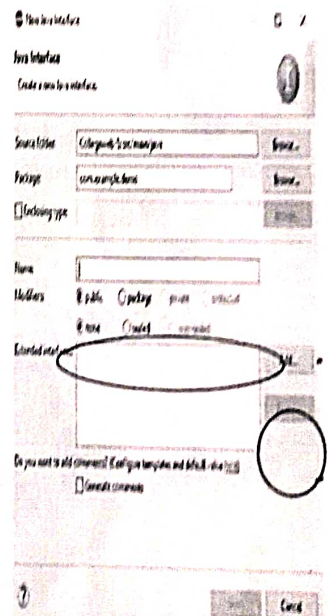 New Java Interface
Java Interface
Create a new Java interface.
Source folder
Browse...
Package
com.example.demo
Browse...
Enclosing type
Name
Modifiers
public package private protected
none sealed
Extended interfaces
Add...
Do you want to add comments? (Configure templates and default value here)
Generate comments
Cancel